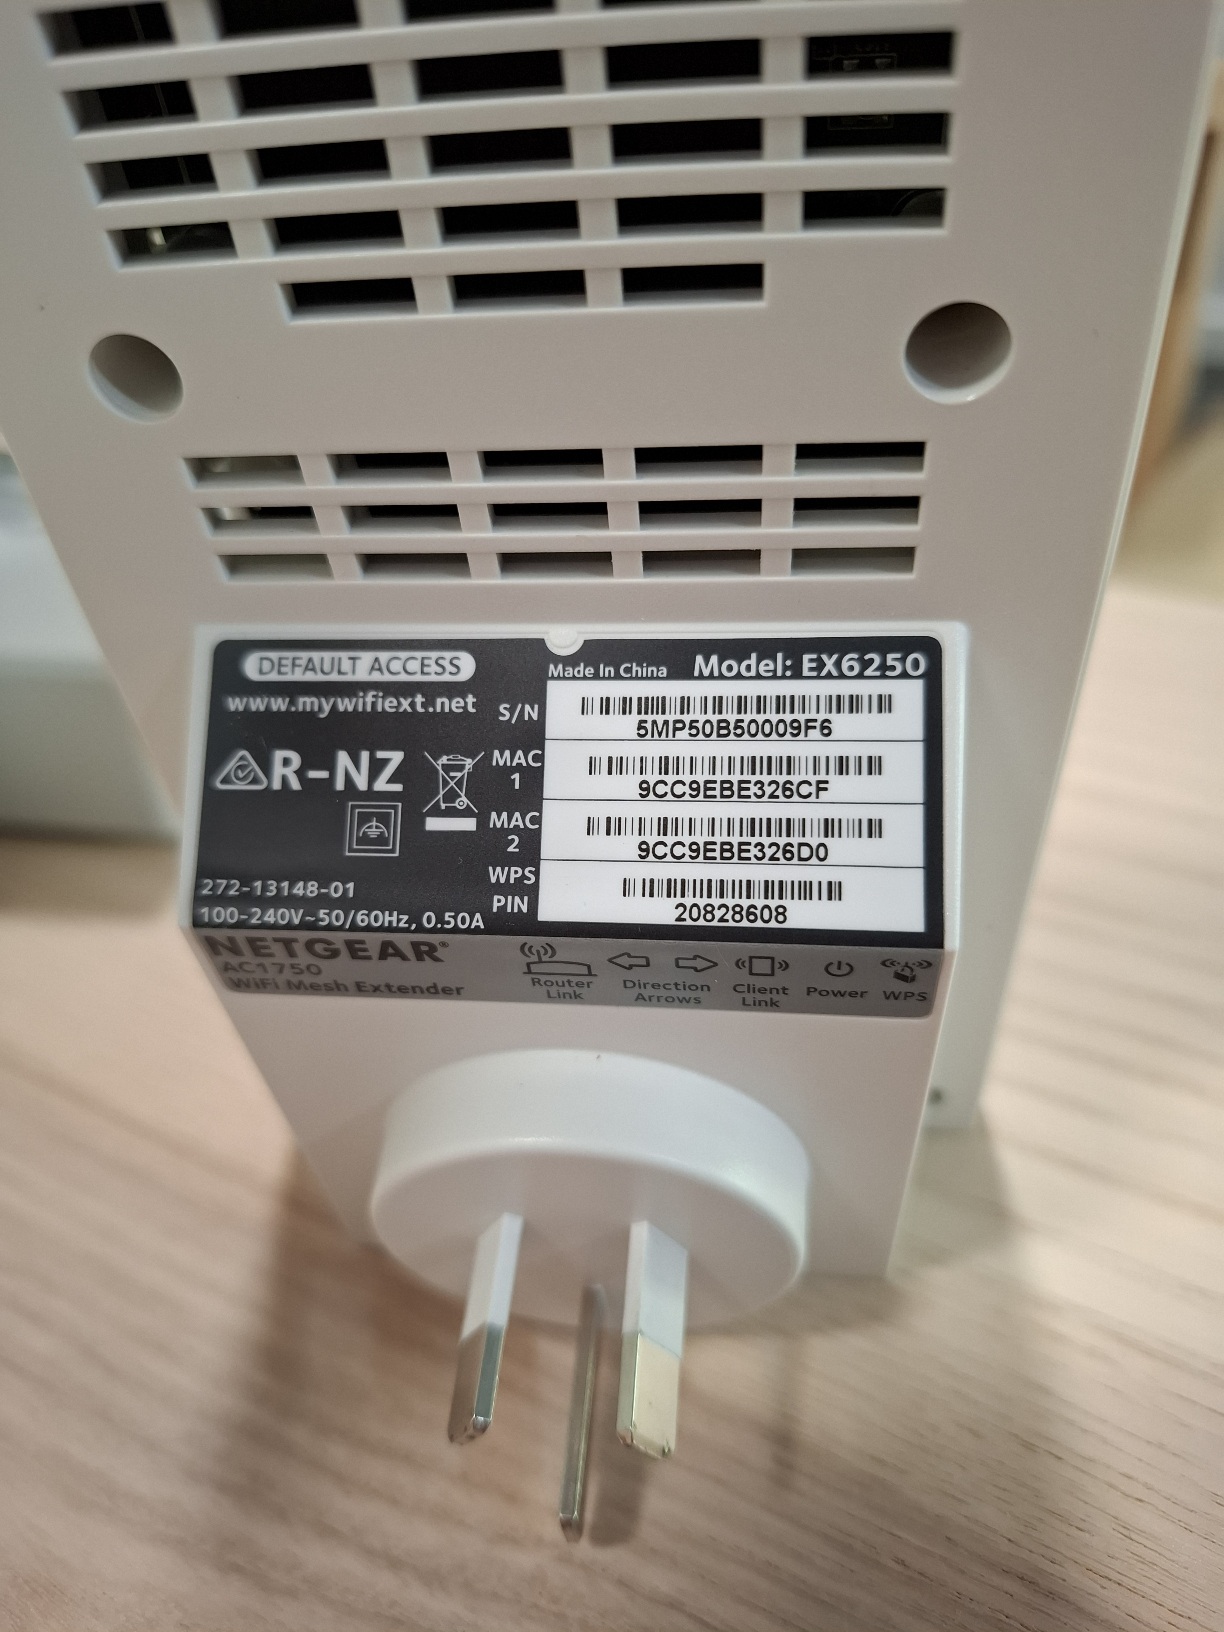 DEFAULT ACCESS
www.mywifiext.net
Made In China Model: EX6250
S/N 5MP50B50009F6
MAC 1 9CC9EBE326CF
MAC 2 9CC9EBE326D0
WPS PIN 20828608
R-NZ
272-13148-01
100-240V~50/60Hz, 0.50A
NETGEAR®
AC1750
WiFi Mesh Extender
Router Link
Direction Arrows
Client Link
Power
WPS